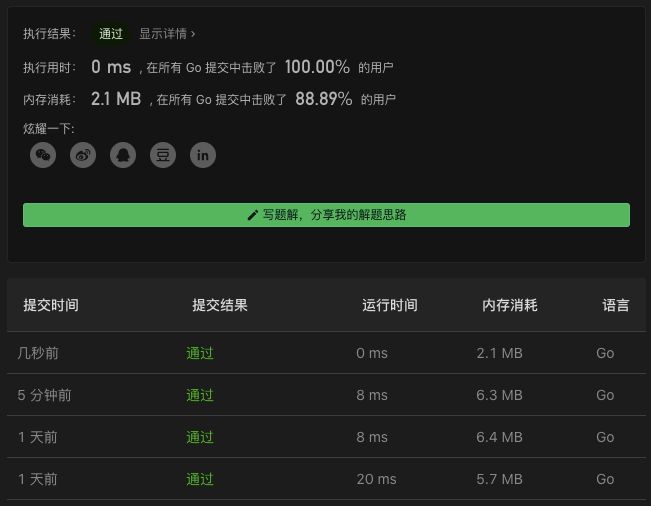 执行结果： 通过 显示详情 >
执行用时： 0 ms , 在所有 Go 提交中击败了 100.00% 的用户
内存消耗： 2.1 MB , 在所有 Go 提交中击败了 88.89% 的用户
炫耀一下:
豆 in
写题解，分享我的解题思路
提交时间 提交结果 运行时间 内存消耗 语言
几秒前 通过 0 ms 2.1 MB Go
5 分钟前 通过 8 ms 6.3 MB Go
1 天前 通过 8 ms 6.4 MB Go
1 天前 通过 20 ms 5.7 MB Go